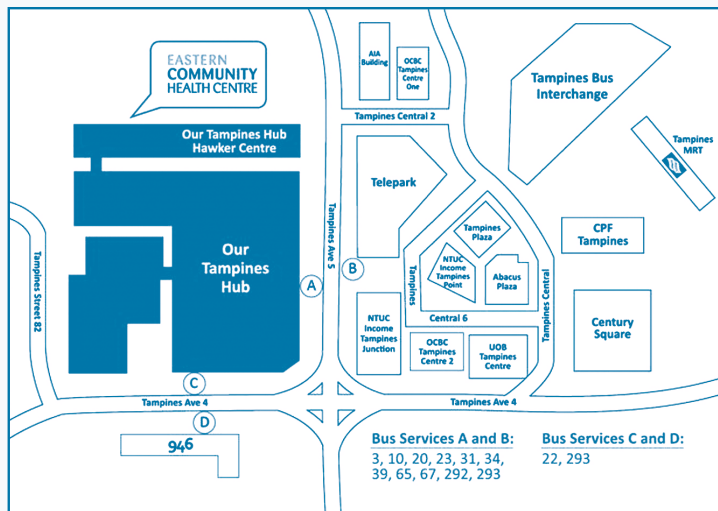 EASTERN
COMMUNITY
HEALTH CENTRE
AIA
Building
OCBC
Tampines
Centre
One
Tampines Bus
Interchange
Tampines Central 2
Our Tampines Hub
Hawker Centre
Tampines
MRT
Telepark
Tampines Ave 5
Tampines
Plaza
CPF
Tampines
Tampines Street 82
Our
Tampines
Hub
A
B
Tampines
NTUC
Income
Tampines
Point
Abacus
Plaza
Tampines Central
Central 6
NTUC
Income
Tampines
Junction
OCBC
Tampines
Centre 2
UOB
Tampines
Centre
Century
Square
C
Tampines Ave 4
Tampines Ave 4
D
946
Bus Services A and B:
3, 10, 20, 23, 31, 34,
39, 65, 67, 292, 293
Bus Services C and D:
22, 293